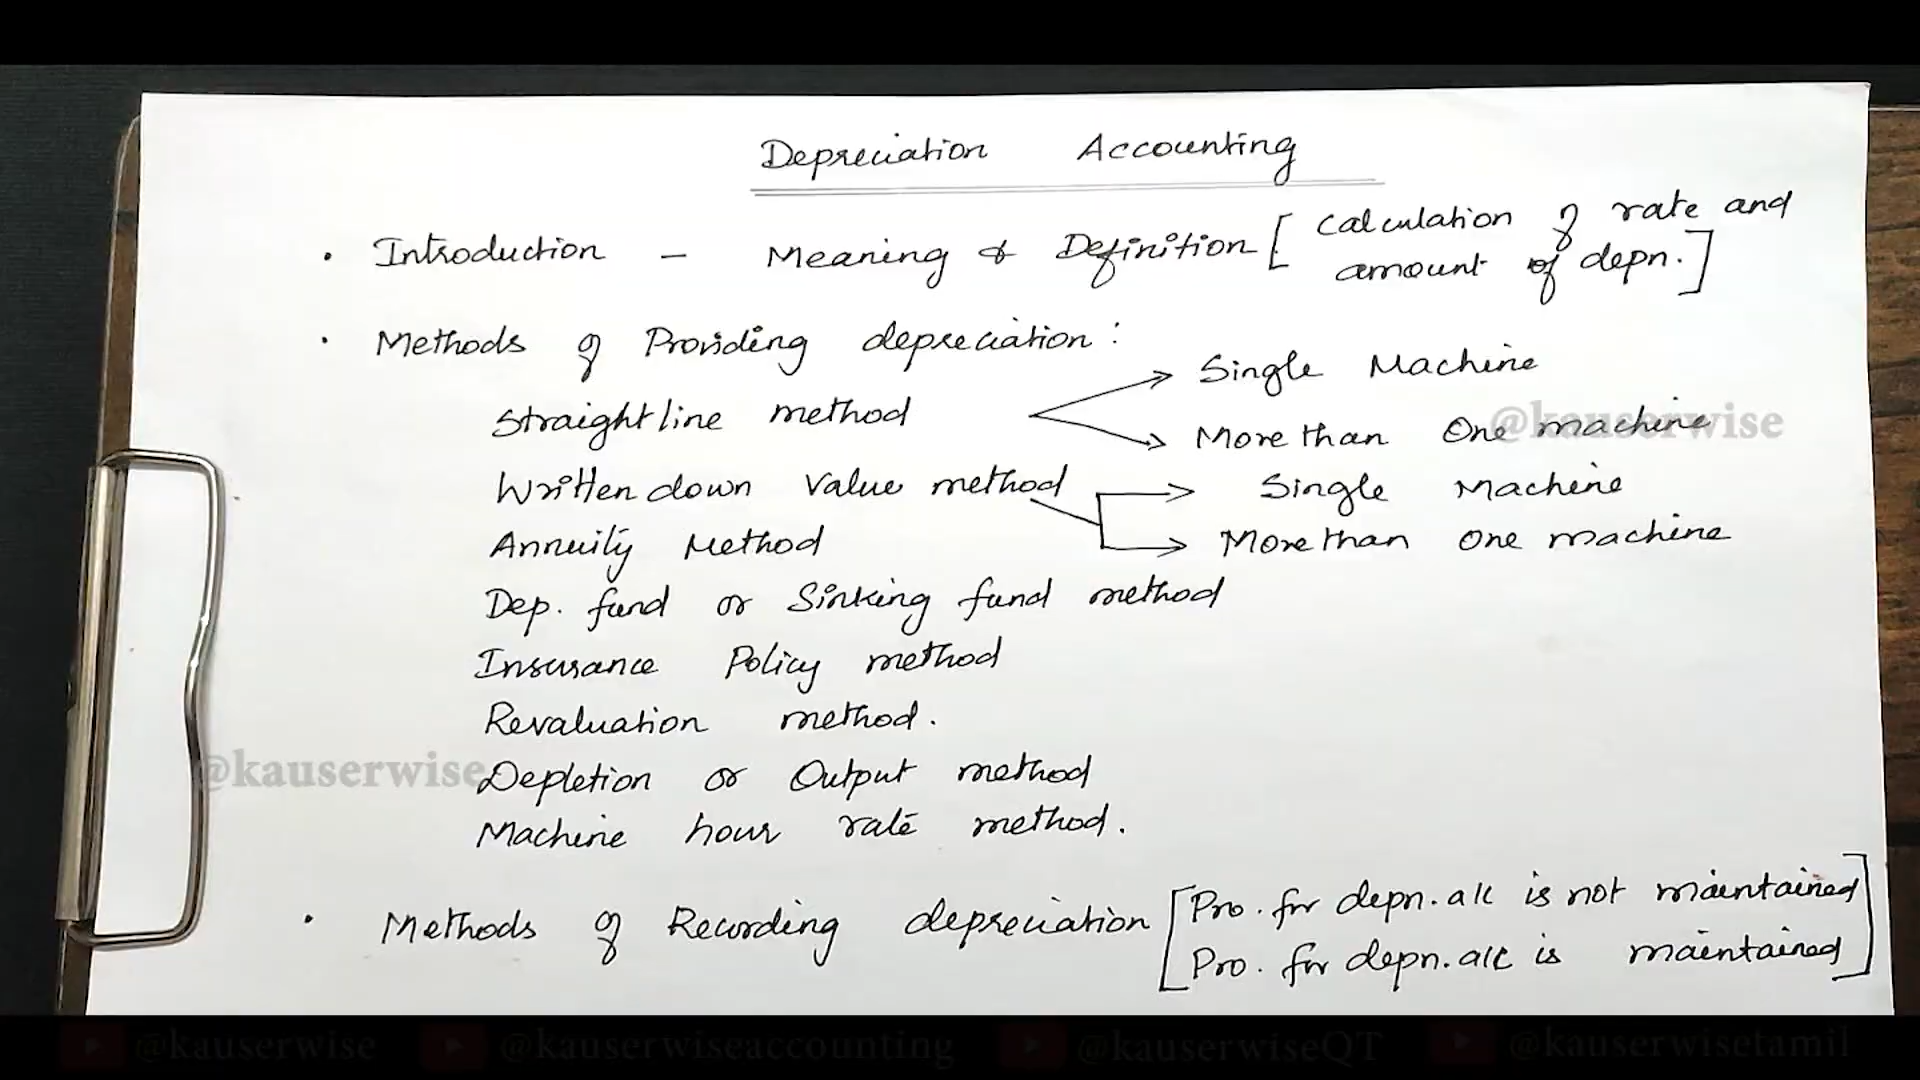 Depreciation Accounting
• Introduction - Meaning & Definition [ Calculation of rate and
amount of depn. ]
• Methods of Providing depreciation :
Straight line method → Single Machine
→ More than One machine
Written down Value method → Single Machine
→ More than One machine
Annuity Method
Dep. fund or Sinking fund method
Insurance Policy method
Revaluation method.
Depletion or Output method
Machine hour rate method.
• Methods of Recording depreciation [ Pro. for depn. a/c is not maintained
Pro. for depn. a/c is maintained ]
@kauserwise
@kauserwise
@kauserwise @kauserwiseaccounting @kauserwiseQT @kauserwisetamil